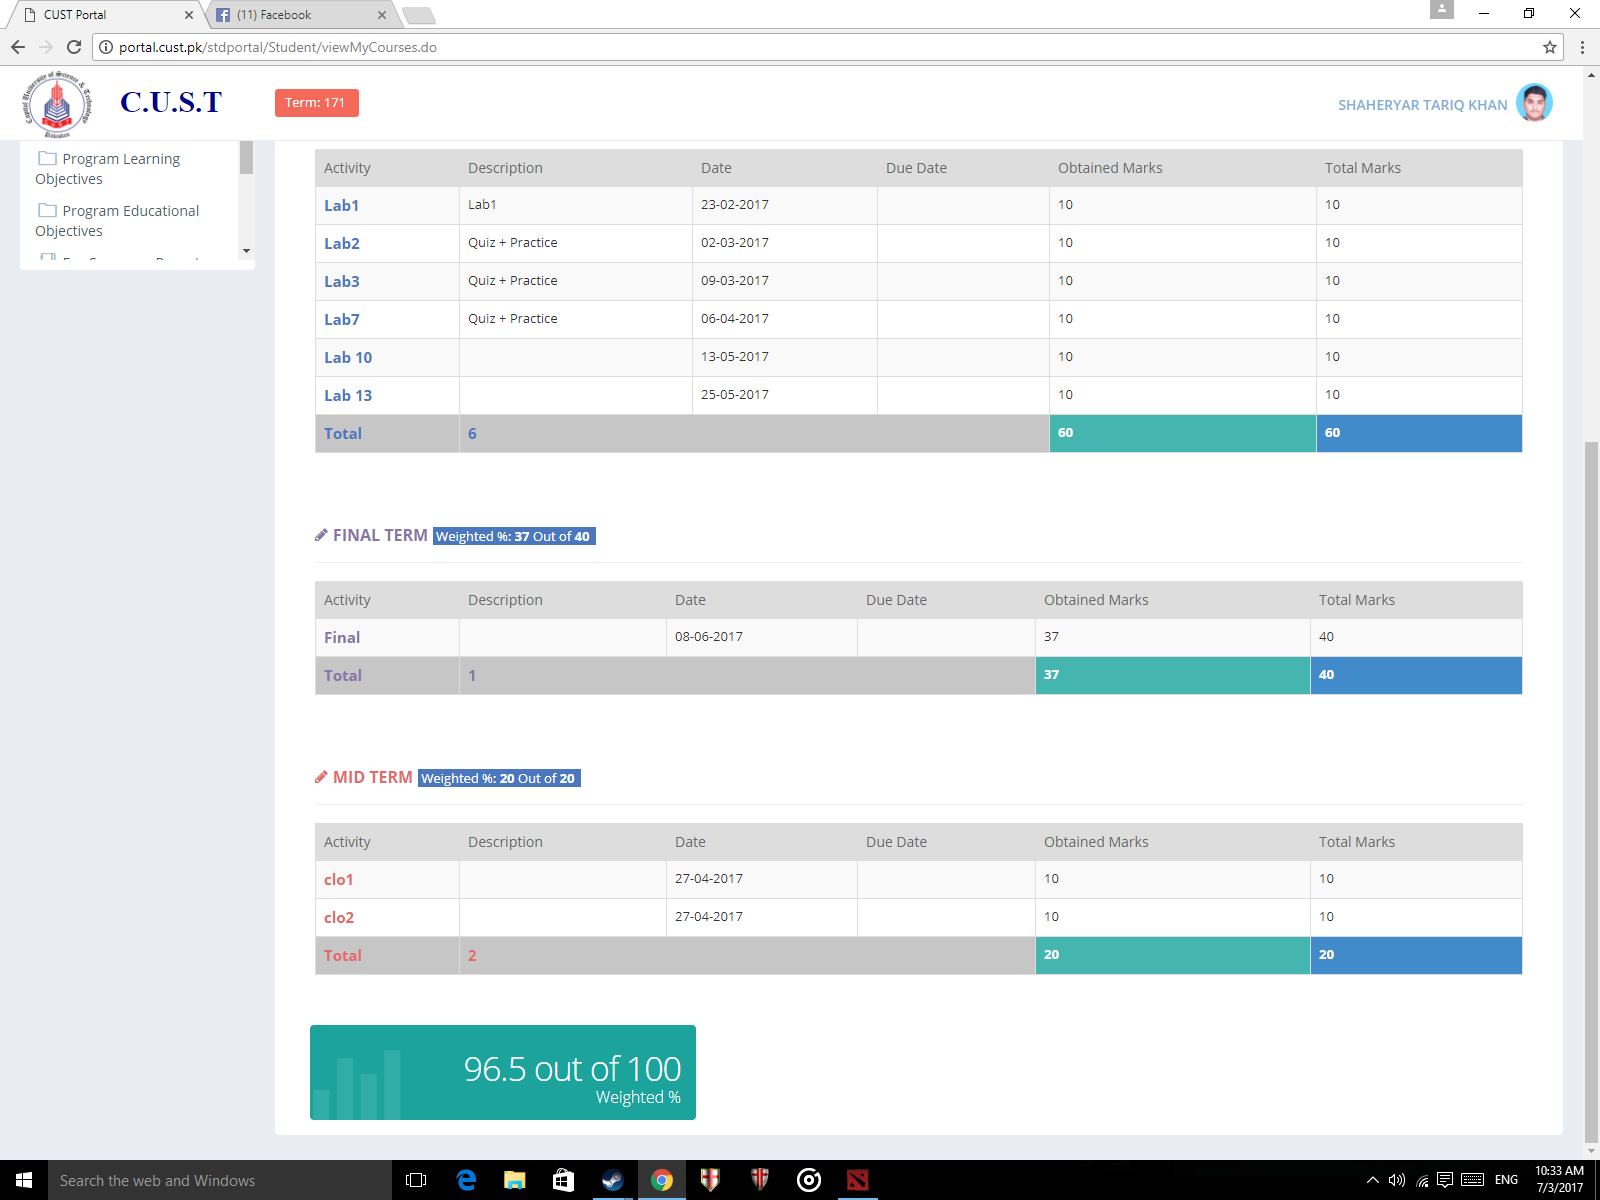 CUST Portal
(11) Facebook
portal.cust.pk/stdportal/Student/viewMyCourses.do
Capital University of Science & Technology
C.U.S.T
Term: 171
SHAHERYAR TARIQ KHAN
Program Learning
Objectives
Program Educational
Objectives
Activity Description Date Due Date Obtained Marks Total Marks
Lab1 Lab1 23-02-2017 10 10
Lab2 Quiz + Practice 02-03-2017 10 10
Lab3 Quiz + Practice 09-03-2017 10 10
Lab7 Quiz + Practice 06-04-2017 10 10
Lab 10 13-05-2017 10 10
Lab 13 25-05-2017 10 10
Total 6 60 60
FINAL TERM Weighted %: 37 Out of 40
Activity Description Date Due Date Obtained Marks Total Marks
Final 08-06-2017 37 40
Total 1 37 40
MID TERM Weighted %: 20 Out of 20
Activity Description Date Due Date Obtained Marks Total Marks
clo1 27-04-2017 10 10
clo2 27-04-2017 10 10
Total 2 20 20
96.5 out of 100
Weighted %
Search the web and Windows
ENG
10:33 AM
7/3/2017